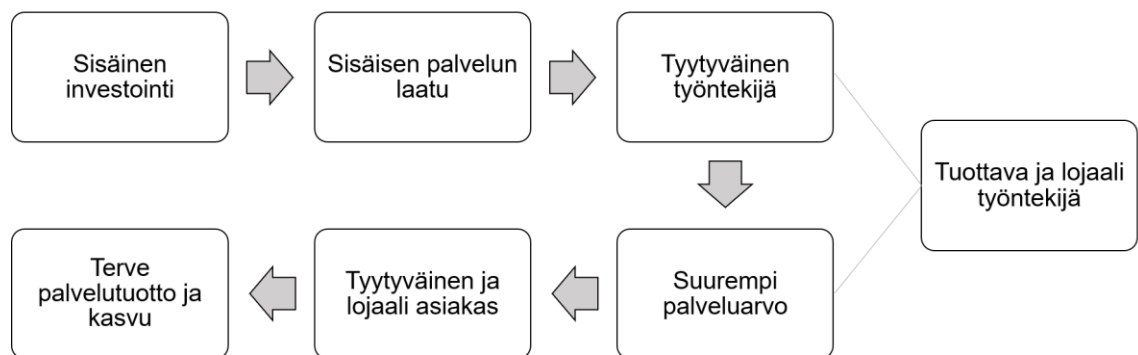 Sisäinen
investointi
Sisäisen palvelun
laatu
Tyytyväinen
työntekijä
Tuottava ja lojaali
työntekijä
Suurempi
palveluarvo
Tyytyväinen ja
lojaali asiakas
Terve
palvelutuotto ja
kasvu